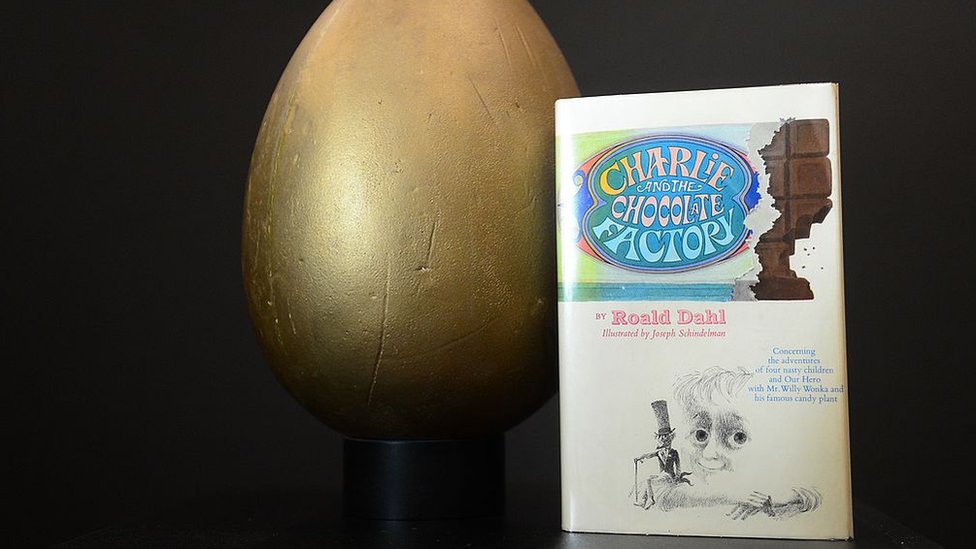 CHARLiE
AND THE
CHOCOLATE
FACTORY
BY Roald Dahl
Illustrated by Joseph Schindelman
Concerning
the adventures
of four nasty children
and Our Hero
with Mr. Willy Wonka and
his famous candy plant